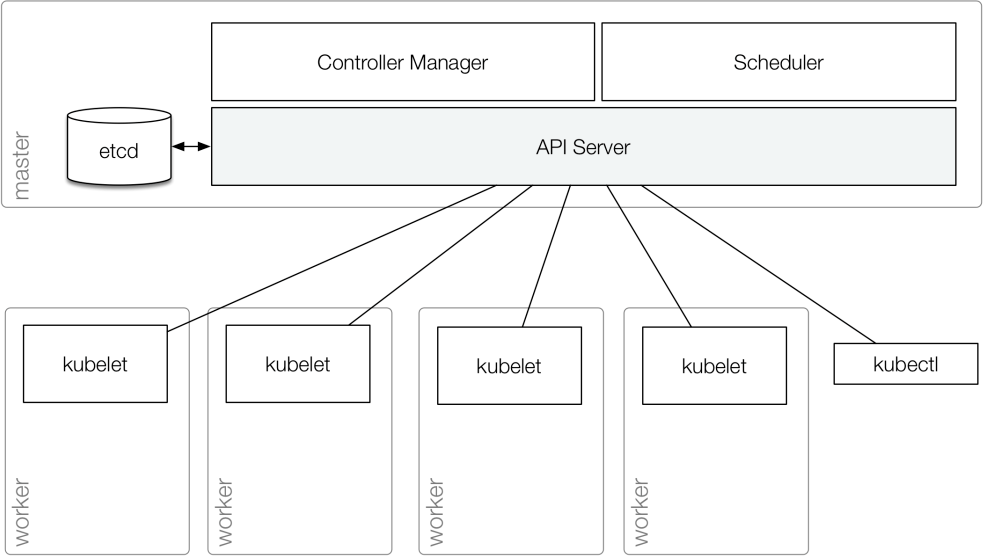 Controller Manager
Scheduler
etcd
API Server
master
kubelet
kubelet
kubelet
kubelet
kubectl
worker
worker
worker
worker